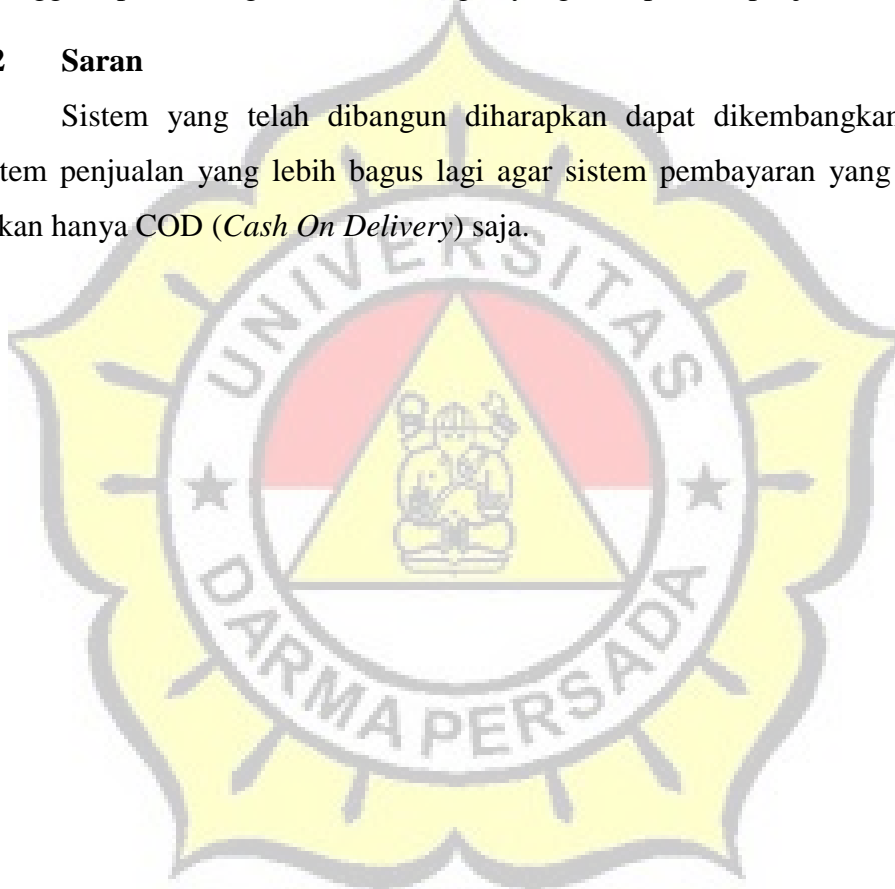 2 Saran
Sistem yang telah dibangun diharapkan dapat dikembangkan
tem penjualan yang lebih bagus lagi agar sistem pembayaran yang
kan hanya COD (Cash On Delivery) saja.
UNIVERSITAS
DARMA PERSADA